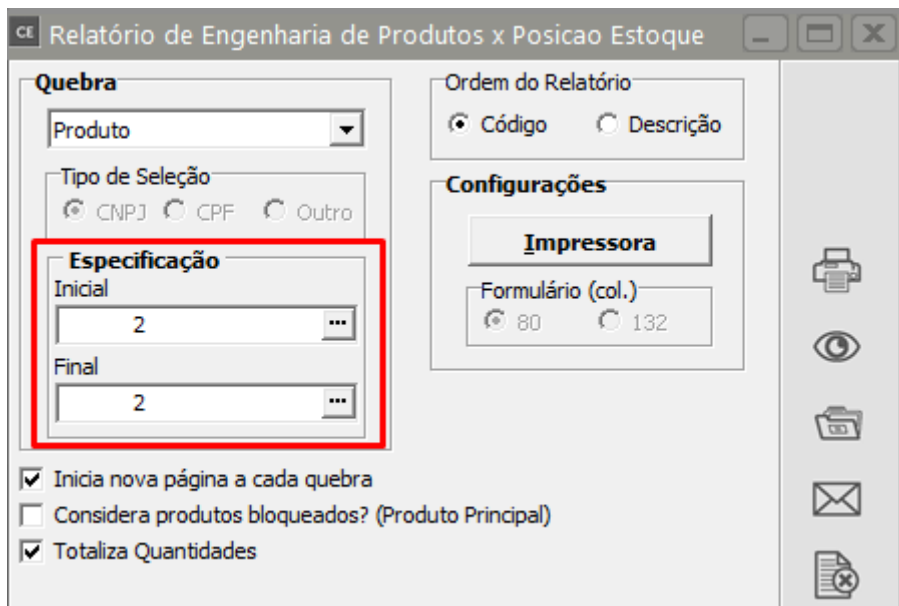 CE Relatório de Engenharia de Produtos x Posicao Estoque
Quebra
Produto
Tipo de Seleção
CNPJ CPF Outro
Especificação
Inicial
2 ...
Final
2 ...
Inicia nova página a cada quebra
Considera produtos bloqueados? (Produto Principal)
Totaliza Quantidades
Ordem do Relatório
Código Descrição
Configurações
Impressora
Formulário (col.)
80 132